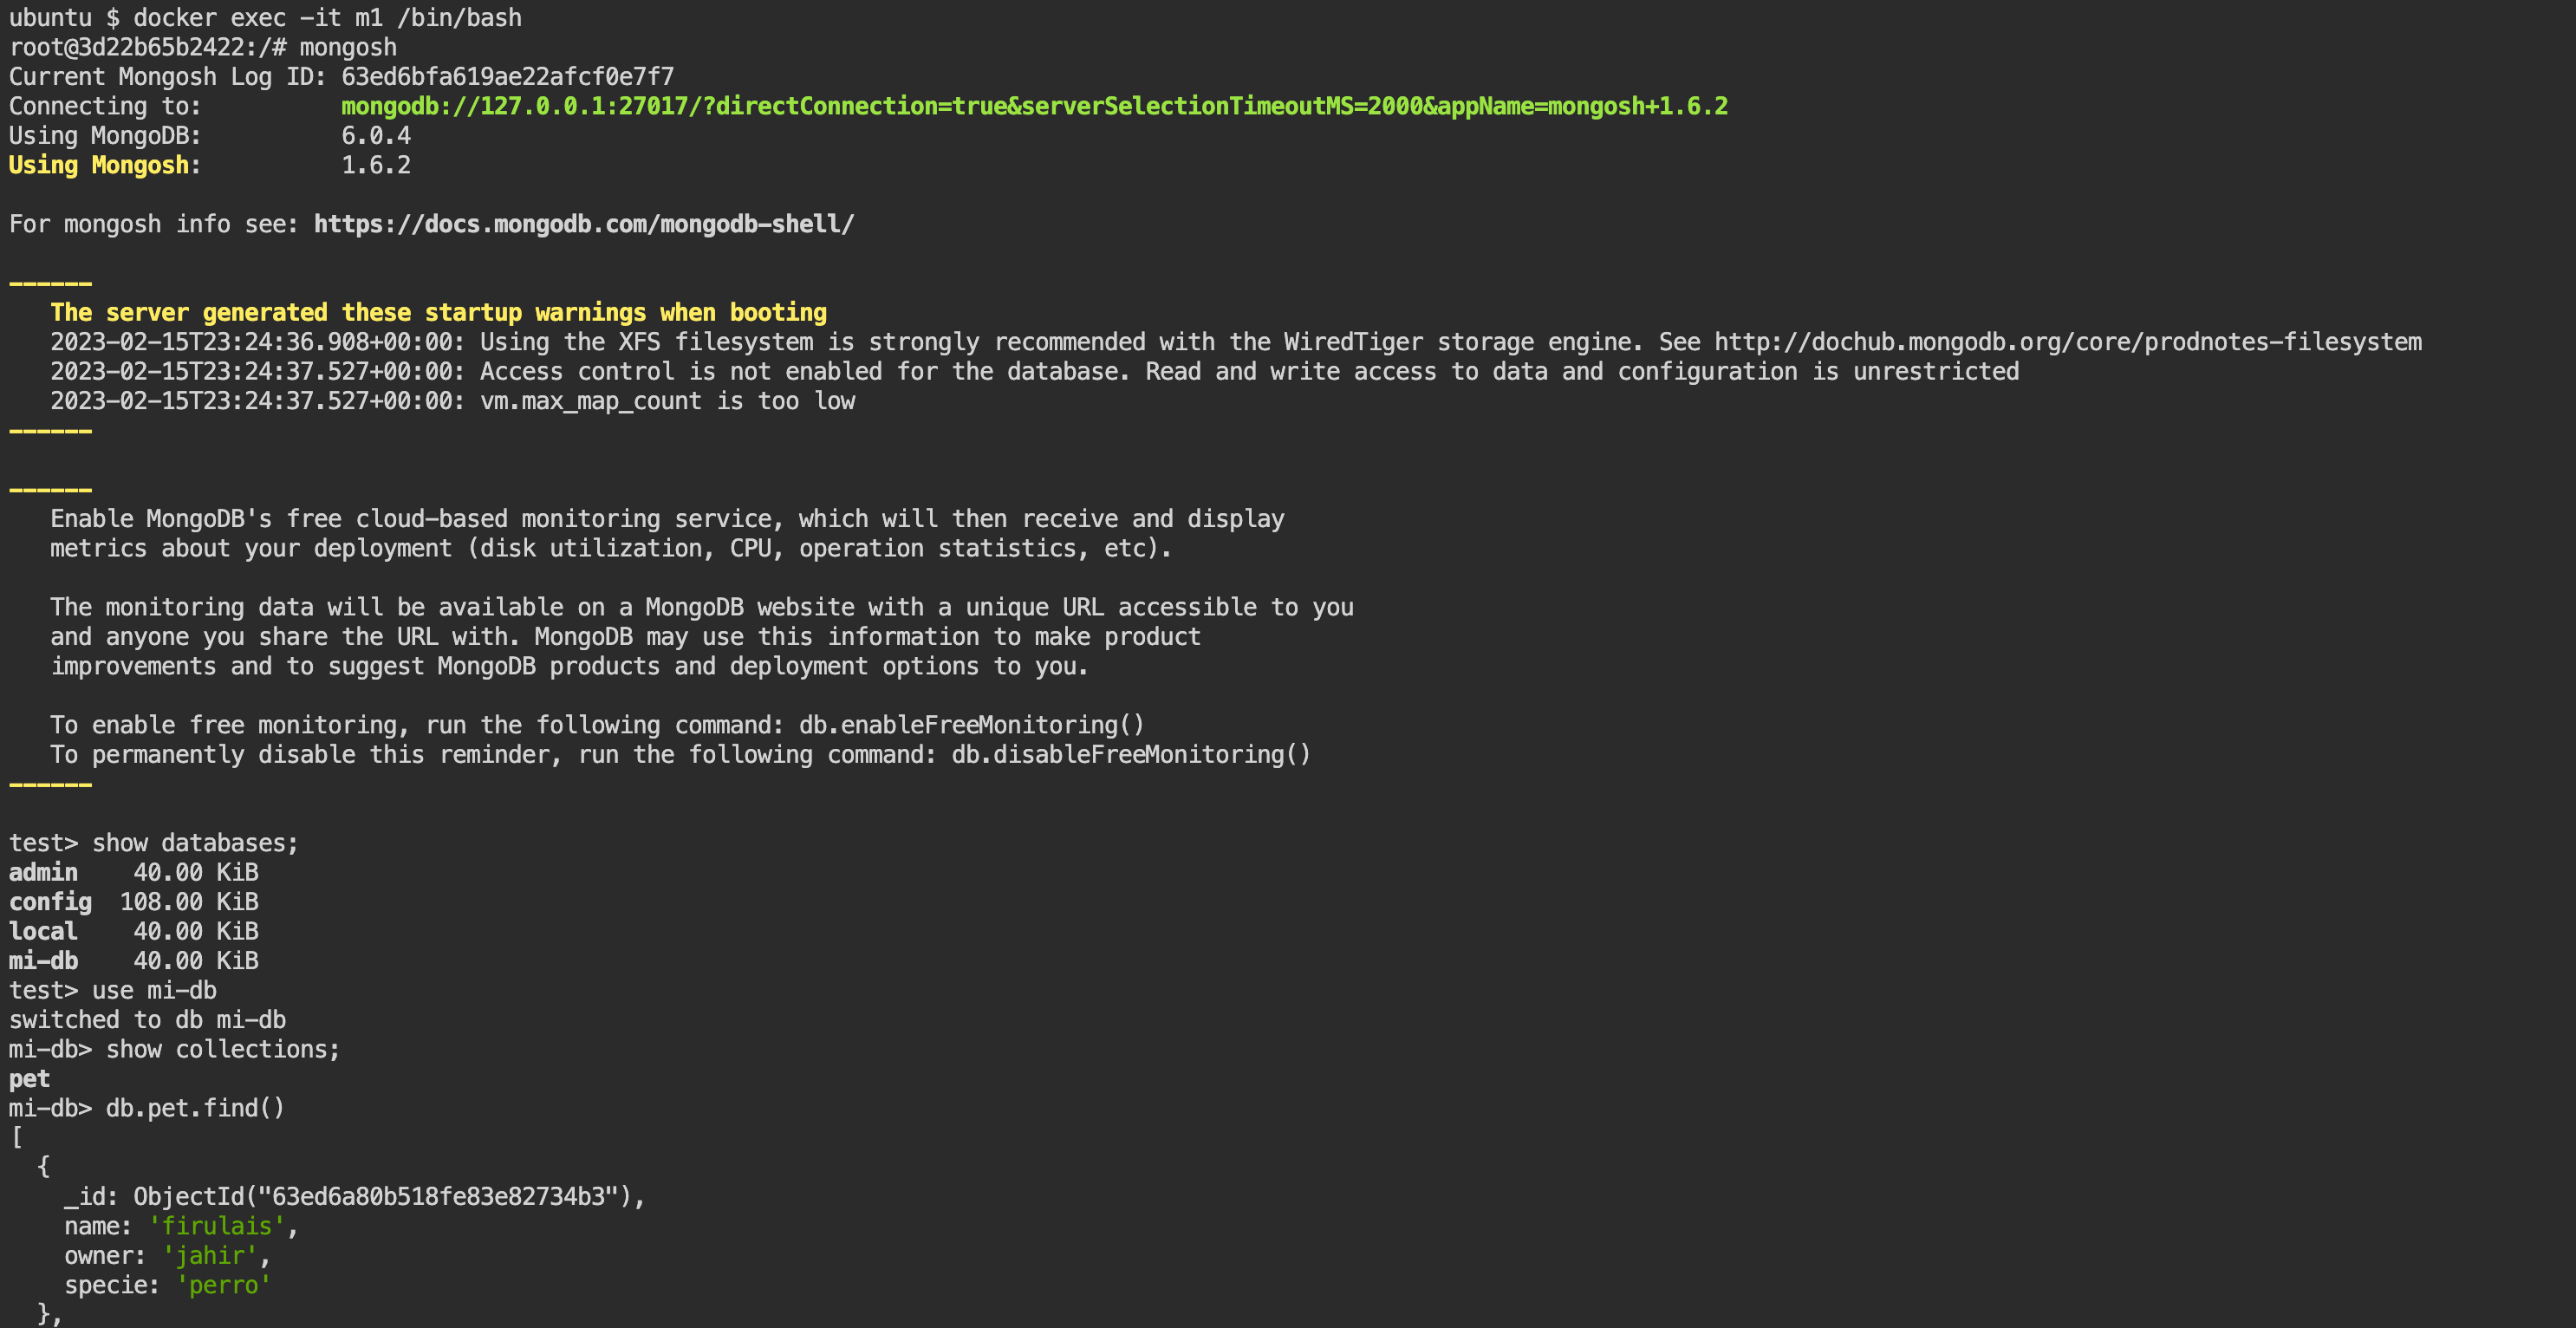 ubuntu $ docker exec -it m1 /bin/bash
root@3d22b65b2422:/# mongosh
Current Mongosh Log ID: 63ed6bfa619ae22afcf0e7f7
Connecting to:          mongodb://127.0.0.1:27017/?directConnection=true&serverSelectionTimeoutMS=2000&appName=mongosh+1.6.2
Using MongoDB:          6.0.4
Using Mongosh:          1.6.2
For mongosh info see: https://docs.mongodb.com/mongodb-shell/
------
   The server generated these startup warnings when booting
   2023-02-15T23:24:36.908+00:00: Using the XFS filesystem is strongly recommended with the WiredTiger storage engine. See http://dochub.mongodb.org/core/prodnotes-filesystem
   2023-02-15T23:24:37.527+00:00: Access control is not enabled for the database. Read and write access to data and configuration is unrestricted
   2023-02-15T23:24:37.527+00:00: vm.max_map_count is too low
------
------
   Enable MongoDB's free cloud-based monitoring service, which will then receive and display
   metrics about your deployment (disk utilization, CPU, operation statistics, etc).
   The monitoring data will be available on a MongoDB website with a unique URL accessible to you
   and anyone you share the URL with. MongoDB may use this information to make product
   improvements and to suggest MongoDB products and deployment options to you.
   To enable free monitoring, run the following command: db.enableFreeMonitoring()
   To permanently disable this reminder, run the following command: db.disableFreeMonitoring()
------
test> show databases;
admin    40.00 KiB
config  108.00 KiB
local    40.00 KiB
mi-db    40.00 KiB
test> use mi-db
switched to db mi-db
mi-db> show collections;
pet
mi-db> db.pet.find()
[
  {
    _id: ObjectId("63ed6a80b518fe83e82734b3"),
    name: 'firulais',
    owner: 'jahir',
    specie: 'perro'
  },